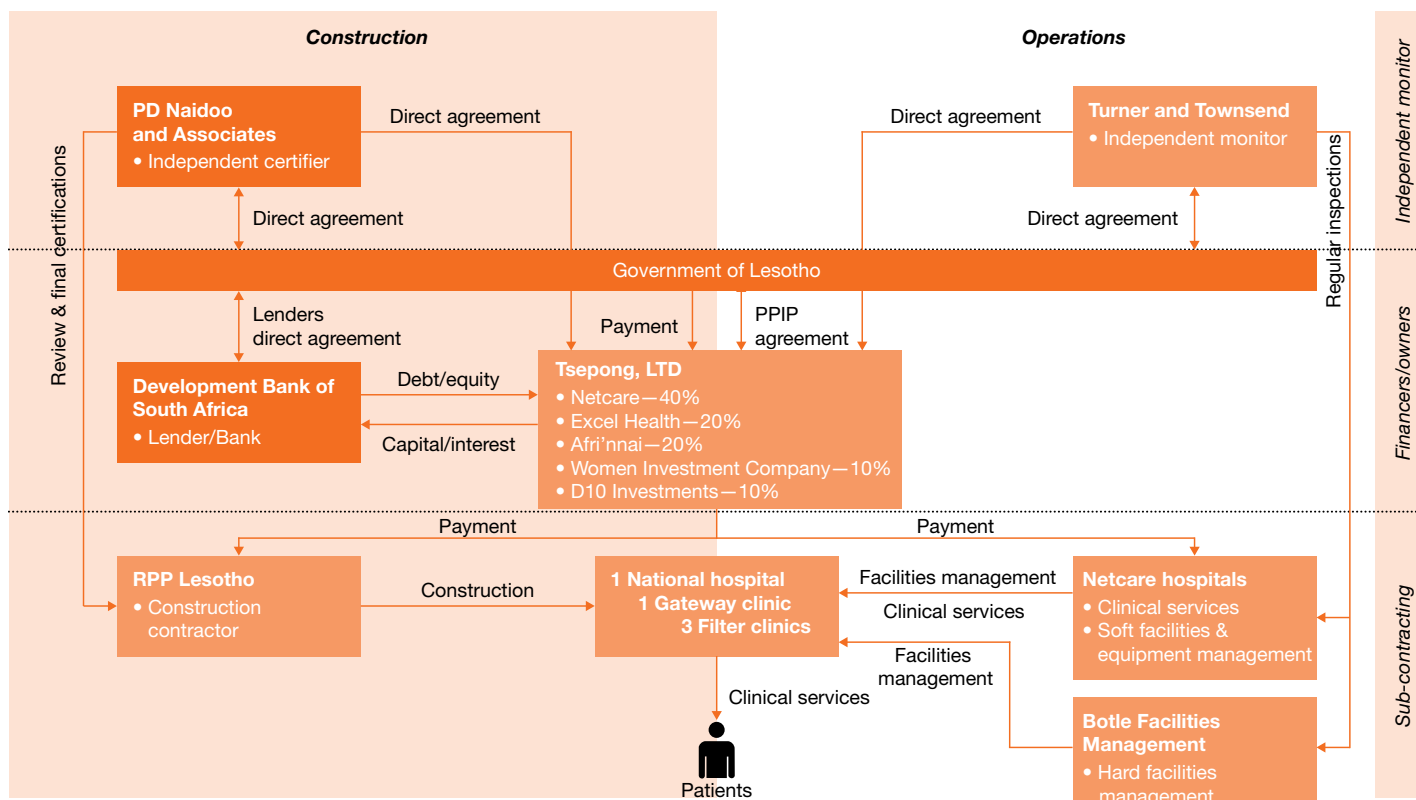 Construction
Operations
Independent monitor
PD Naidoo
and Associates
• Independent certifier
Direct agreement
Direct agreement
Turner and Townsend
• Independent monitor
Review & final certifications
Direct agreement
Direct agreement
Regular inspections
Government of Lesotho
Lenders
direct agreement
Payment
PPIP
agreement
Financers/owners
Development Bank of
South Africa
• Lender/Bank
Debt/equity
Capital/interest
Tsepong, LTD
• Netcare—40%
• Excel Health—20%
• Afri’nnai—20%
• Women Investment Company—10%
• D10 Investments—10%
Payment
Payment
Sub-contracting
RPP Lesotho
• Construction
contractor
Construction
1 National hospital
1 Gateway clinic
3 Filter clinics
Facilities management
Clinical services
Netcare hospitals
• Clinical services
• Soft facilities &
equipment management
Facilities
management
Clinical services
Botle Facilities
Management
• Hard facilities
management
Patients